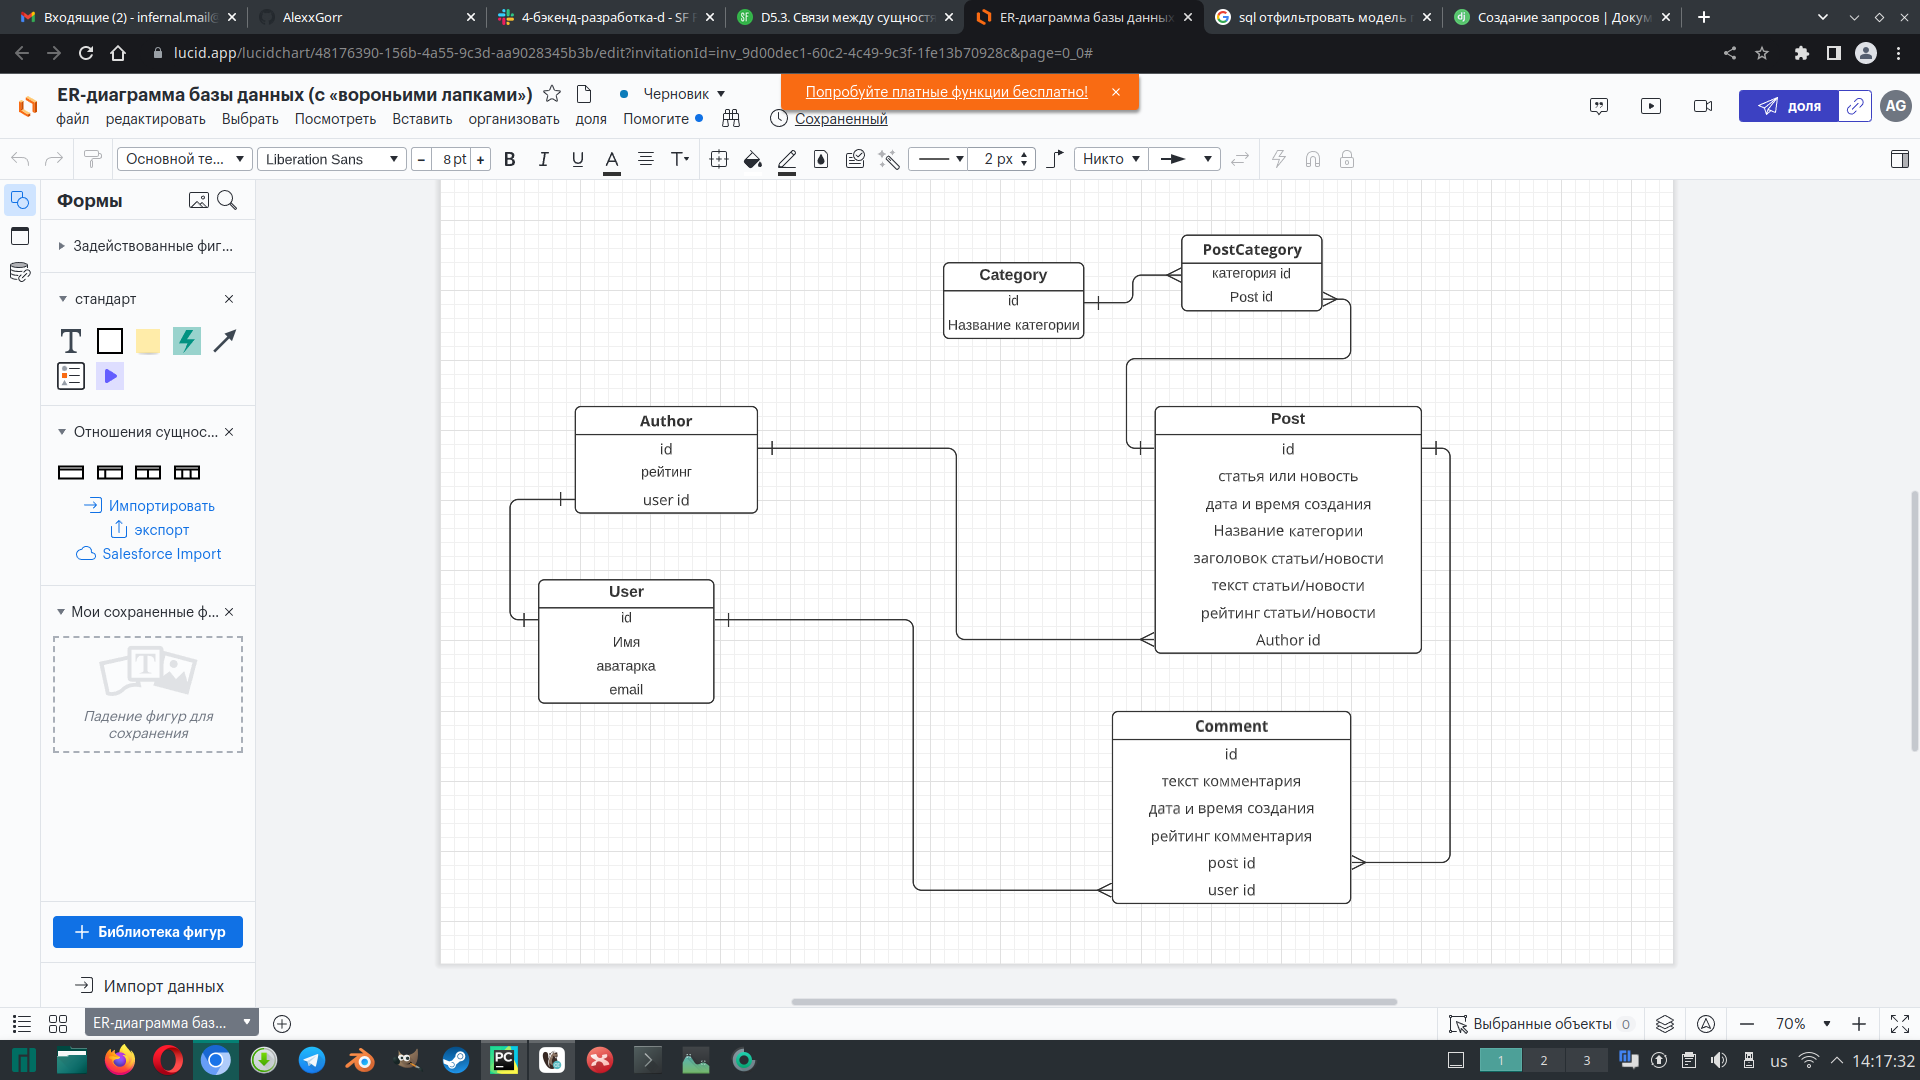 Входящие (2) - infernal.mail@
AlexxGorr
4-бэкенд-разработка-d - SF
D5.3. Связи между сущност
ER-диаграмма базы данных
sql отфильтровать модель
Создание запросов | Докум
lucid.app/lucidchart/48176390-156b-4a55-9c3d-aa9028345b3b/edit?invitationId=inv_9d00dec1-60c2-4c49-9c3f-1fe13b70928c&page=0_0#
ER-диаграмма базы данных (с «вороньими лапками»)
Черновик
Попробуйте платные функции бесплатно!
файл редактировать Выбрать Посмотреть Вставить организовать доля Помогите
Сохраненный
доля
AG
Основной те...
Liberation Sans
− 8 pt +
B I U A T
2 px
Никто
Формы
Задействованные фиг...
стандарт
T
Отношения сущнос...
Импортировать
экспорт
Salesforce Import
Мои сохраненные ф...
T
Падение фигур для
сохранения
Библиотека фигур
Импорт данных
PostCategory
категория id
Post id
Category
id
Название категории
Author
id
рейтинг
user id
Post
id
статья или новость
дата и время создания
Название категории
заголовок статьи/новости
текст статьи/новости
рейтинг статьи/новости
Author id
User
id
Имя
аватарка
email
Comment
id
текст комментария
дата и время создания
рейтинг комментария
post id
user id
ER-диаграмма баз...
Выбранные объекты 0
70%
PC
1 2 3
us
14:17:32